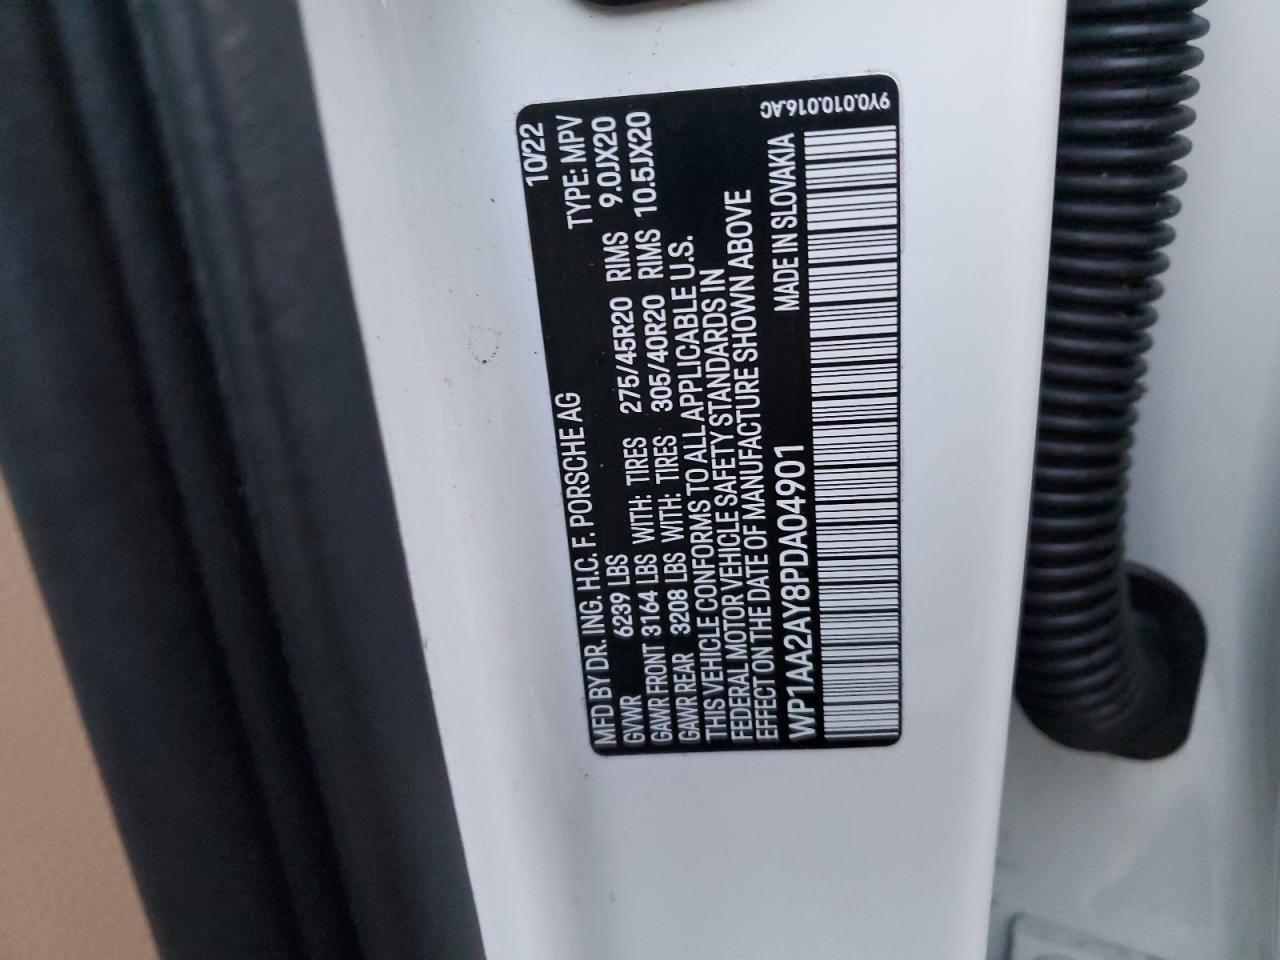 MFD BY DR. ING. H.C. F. PORSCHE AG 10/22
GVWR 6239 LBS TYPE: MPV
GAWR FRONT 3164 LBS WITH: TIRES 275/45R20 RIMS 9.0JX20
GAWR REAR 3208 LBS WITH: TIRES 305/40R20 RIMS 10.5JX20
THIS VEHICLE CONFORMS TO ALL APPLICABLE U.S.
FEDERAL MOTOR VEHICLE SAFETY STANDARDS IN
EFFECT ON THE DATE OF MANUFACTURE SHOWN ABOVE
WP1AA2AY8PDA04901 MADE IN SLOVAKIA
9Y0.010.016.AC